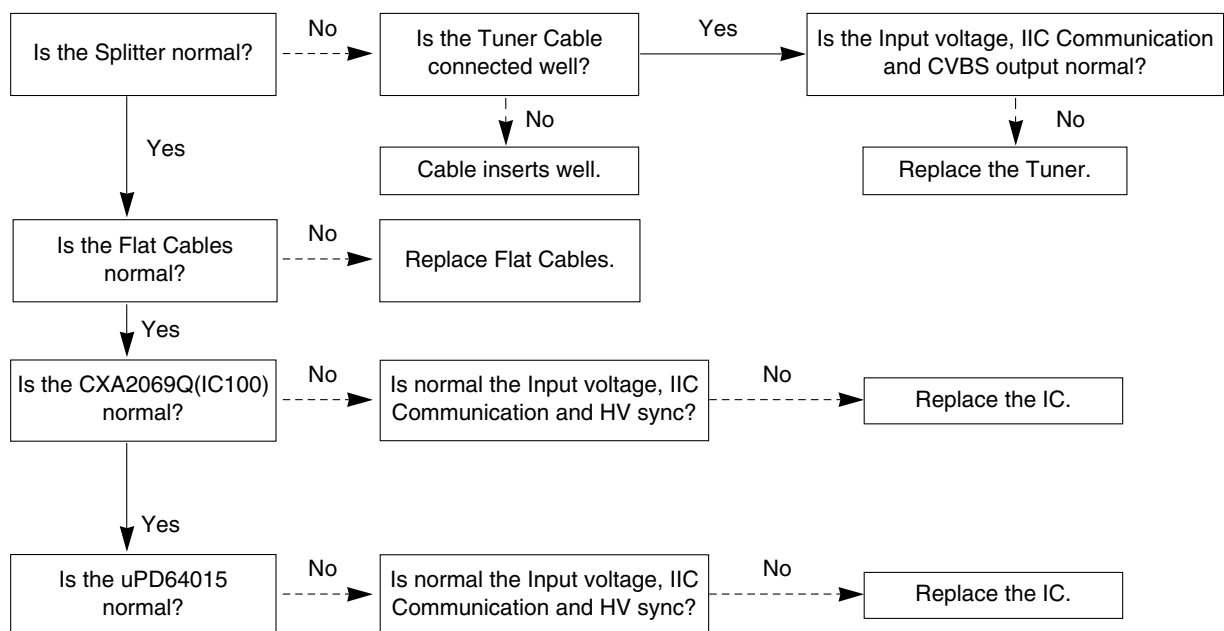 Is the Splitter normal?
No
Is the Tuner Cable
connected well?
Yes
Is the Input voltage, IIC Communication
and CVBS output normal?
Yes
No
Cable inserts well.
No
Replace the Tuner.
Is the Flat Cables
normal?
No
Replace Flat Cables.
Yes
Is the CXA2069Q(IC100)
normal?
No
Is normal the Input voltage, IIC
Communication and HV sync?
No
Replace the IC.
Yes
Is the uPD64015
normal?
No
Is normal the Input voltage, IIC
Communication and HV sync?
No
Replace the IC.